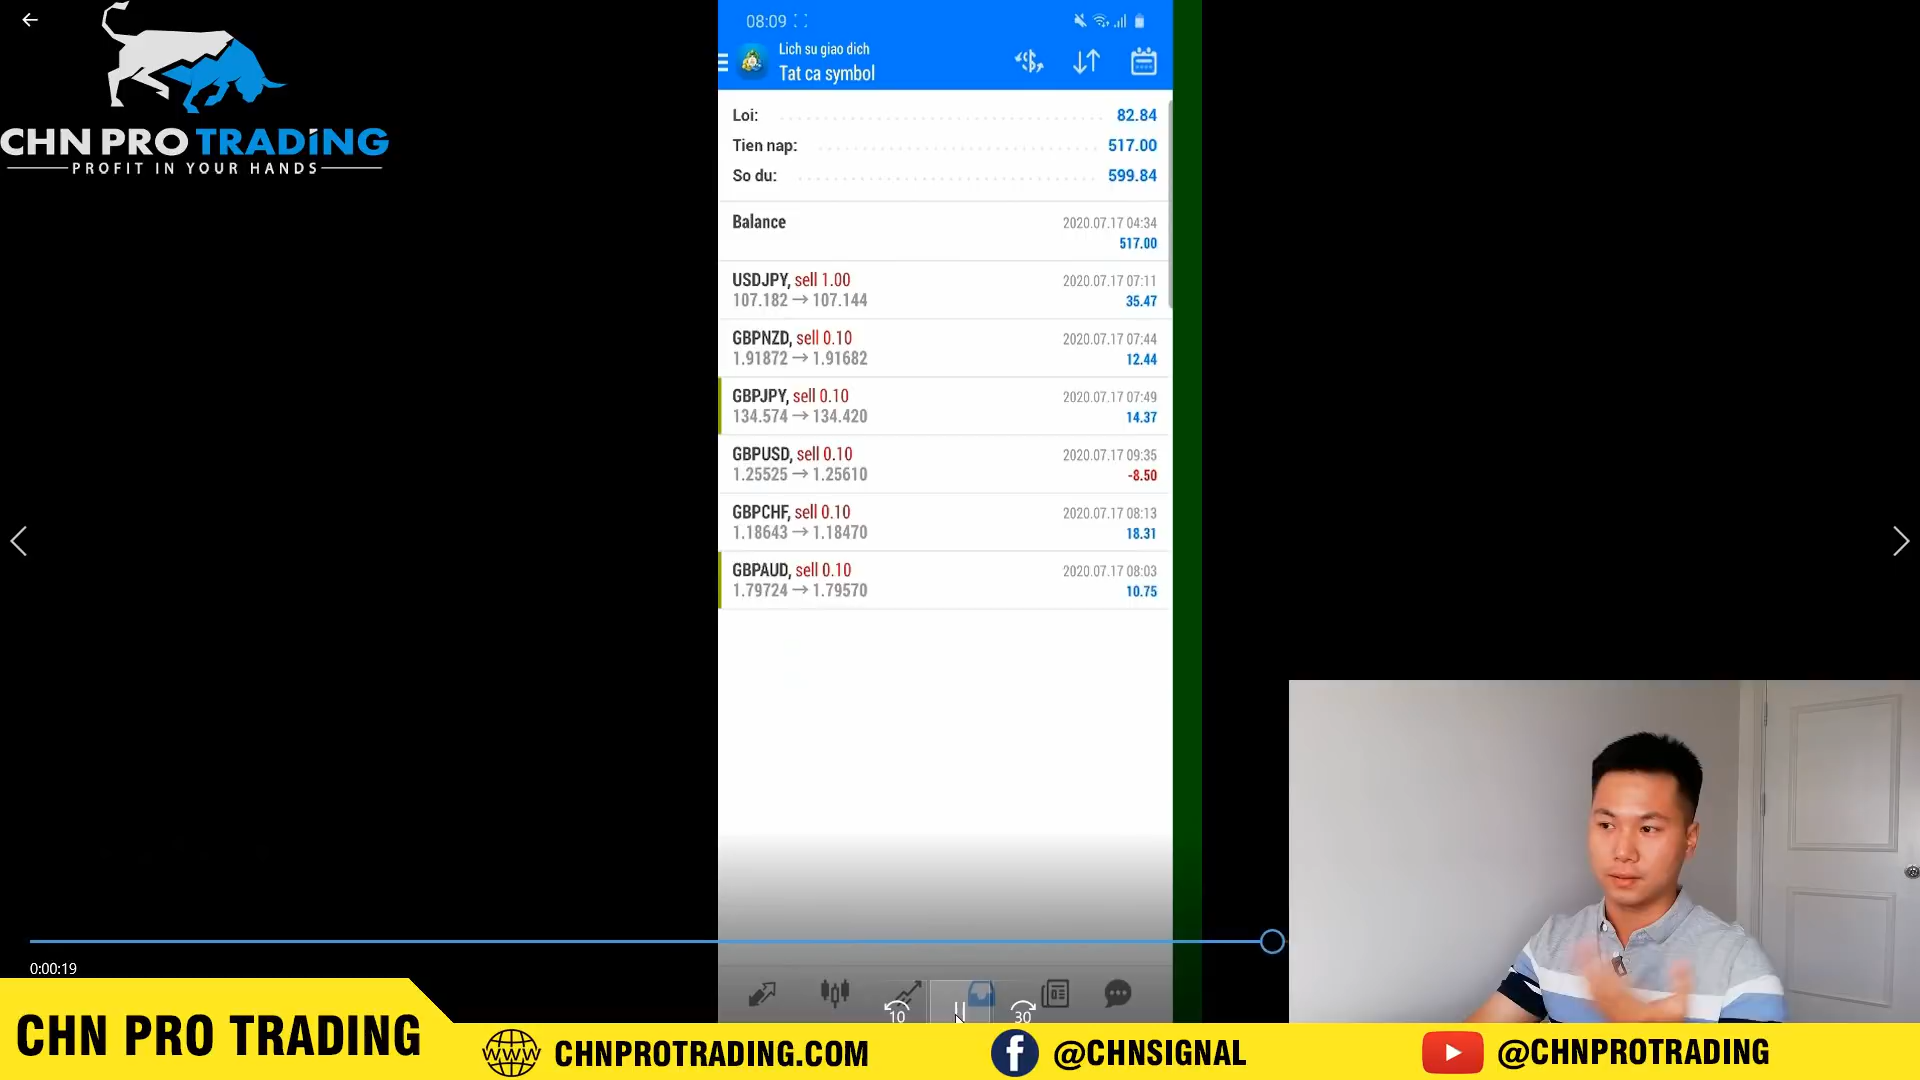 CHN PRO TRADiNG
PROFIT IN YOUR HANDS
08:09
Lich su giao dich
Tat ca symbol
Loi: 82.84
Tien nap: 517.00
So du: 599.84
Balance 2020.07.17 04:34
517.00
USDJPY, sell 1.00 2020.07.17 07:11
107.182 → 107.144 35.47
GBPNZD, sell 0.10 2020.07.17 07:44
1.91872 → 1.91682 12.44
GBPJPY, sell 0.10 2020.07.17 07:49
134.574 → 134.420 14.37
GBPUSD, sell 0.10 2020.07.17 09:35
1.25525 → 1.25610 -8.50
GBPCHF, sell 0.10 2020.07.17 08:13
1.18643 → 1.18470 18.31
GBPAUD, sell 0.10 2020.07.17 08:03
1.79724 → 1.79570 10.75
0:00:19
10 30
CHN PRO TRADING
WWW CHNPROTRADING.COM
@CHNSIGNAL
@CHNPROTRADING